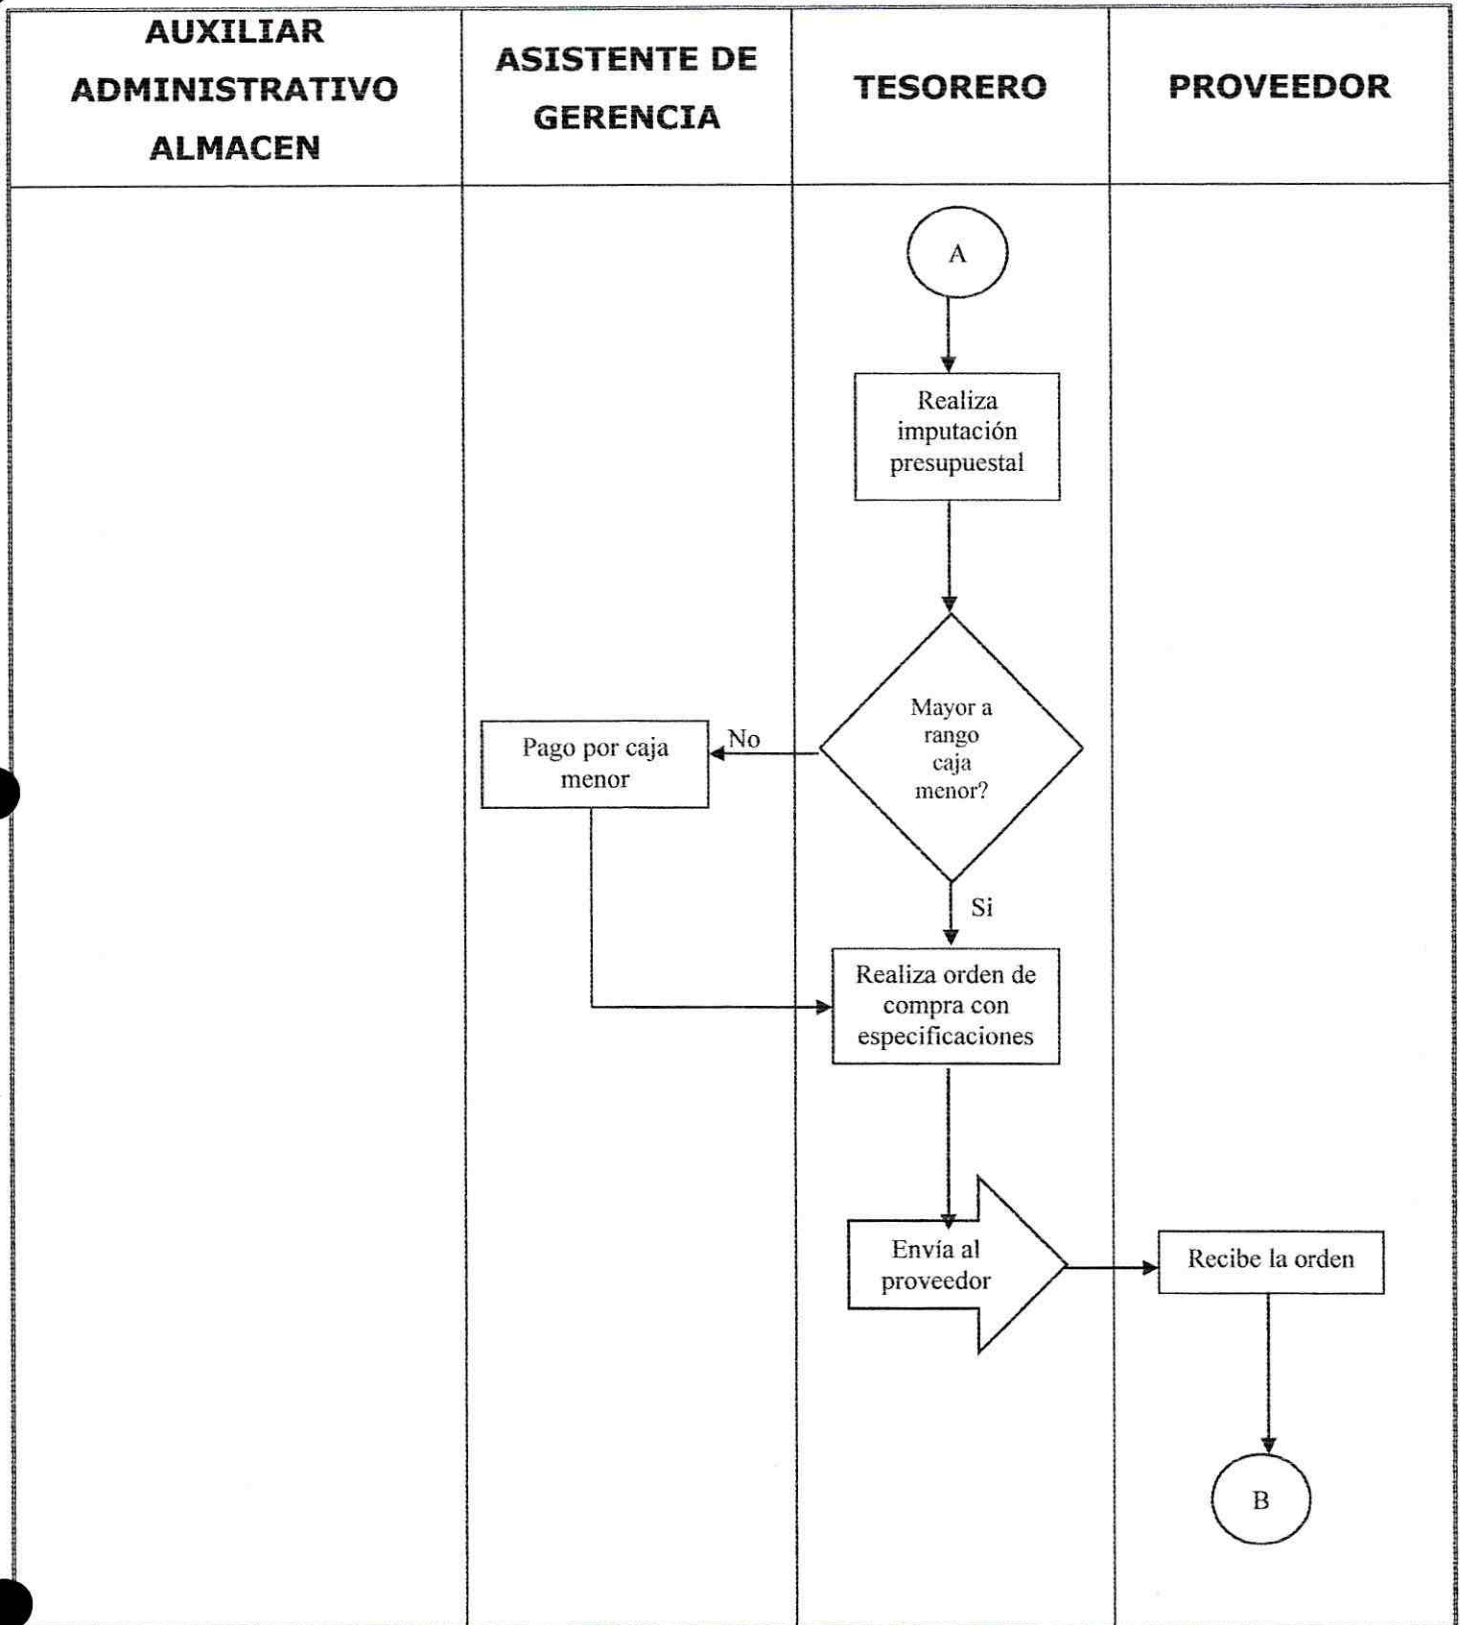 AUXILIAR
ADMINISTRATIVO
ALMACEN
ASISTENTE DE
GERENCIA
TESORERO
PROVEEDOR
A
Realiza
imputación
presupuestal
Mayor a
rango
caja
menor?
No
Pago por caja
menor
Si
Realiza orden de
compra con
especificaciones
Envía al
proveedor
Recibe la orden
B